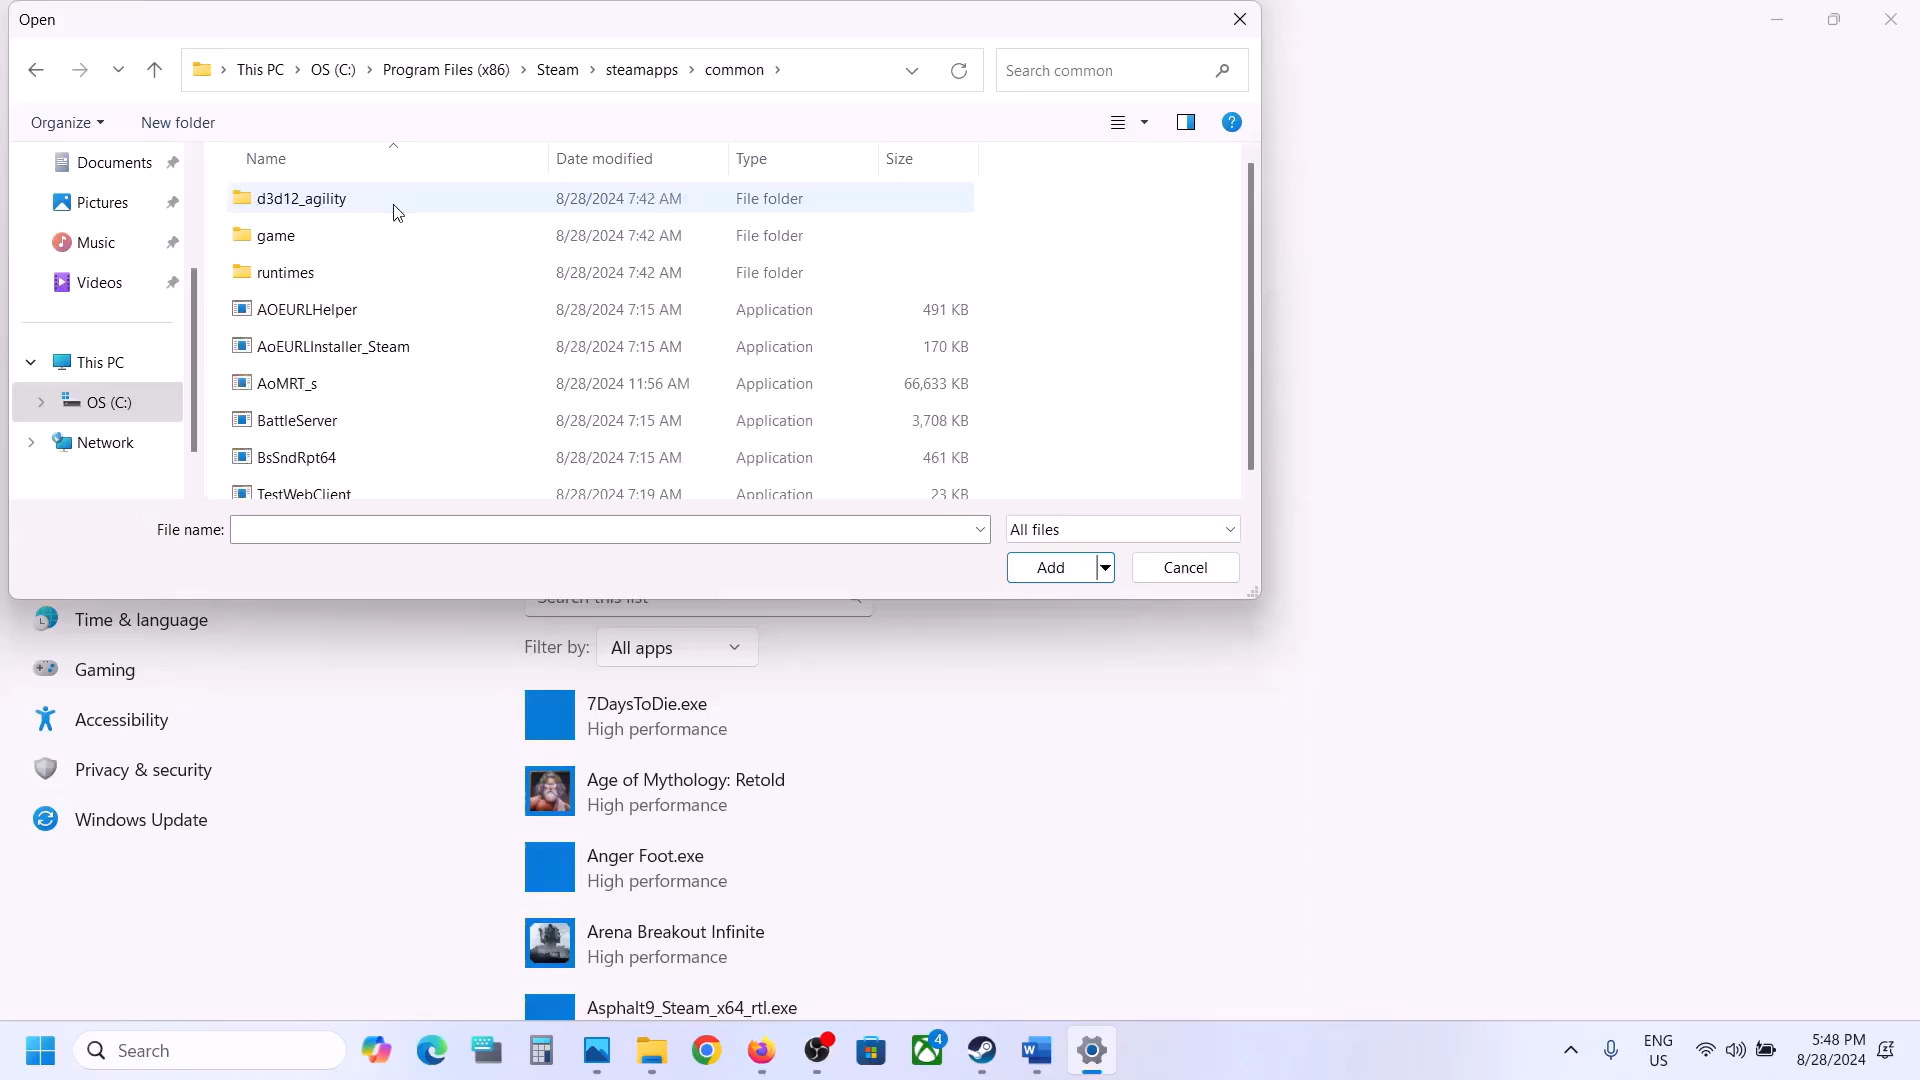 Open
This PC > OS (C:) > Program Files (x86) > Steam > steamapps > common >
Search common
Organize
New folder
Name
Date modified
Type
Size
Documents
Pictures
Music
Videos
This PC
OS (C:)
Network
d3d12_agility 8/28/2024 7:42 AM File folder
game 8/28/2024 7:42 AM File folder
runtimes 8/28/2024 7:42 AM File folder
AOEURLHelper 8/28/2024 7:15 AM Application 491 KB
AoEURLInstaller_Steam 8/28/2024 7:15 AM Application 170 KB
AoMRT_s 8/28/2024 11:56 AM Application 66,633 KB
BattleServer 8/28/2024 7:15 AM Application 3,708 KB
BsSndRpt64 8/28/2024 7:15 AM Application 461 KB
TestWebClient 8/28/2024 7:19 AM Application 23 KB
File name:
All files
Add
Cancel
Time & language
Gaming
Accessibility
Privacy & security
Windows Update
Search this list
Filter by: All apps
7DaysToDie.exe
High performance
Age of Mythology: Retold
High performance
Anger Foot.exe
High performance
Arena Breakout Infinite
High performance
Asphalt9_Steam_x64_rtl.exe
Search
4
ENG
US
5:48 PM
8/28/2024